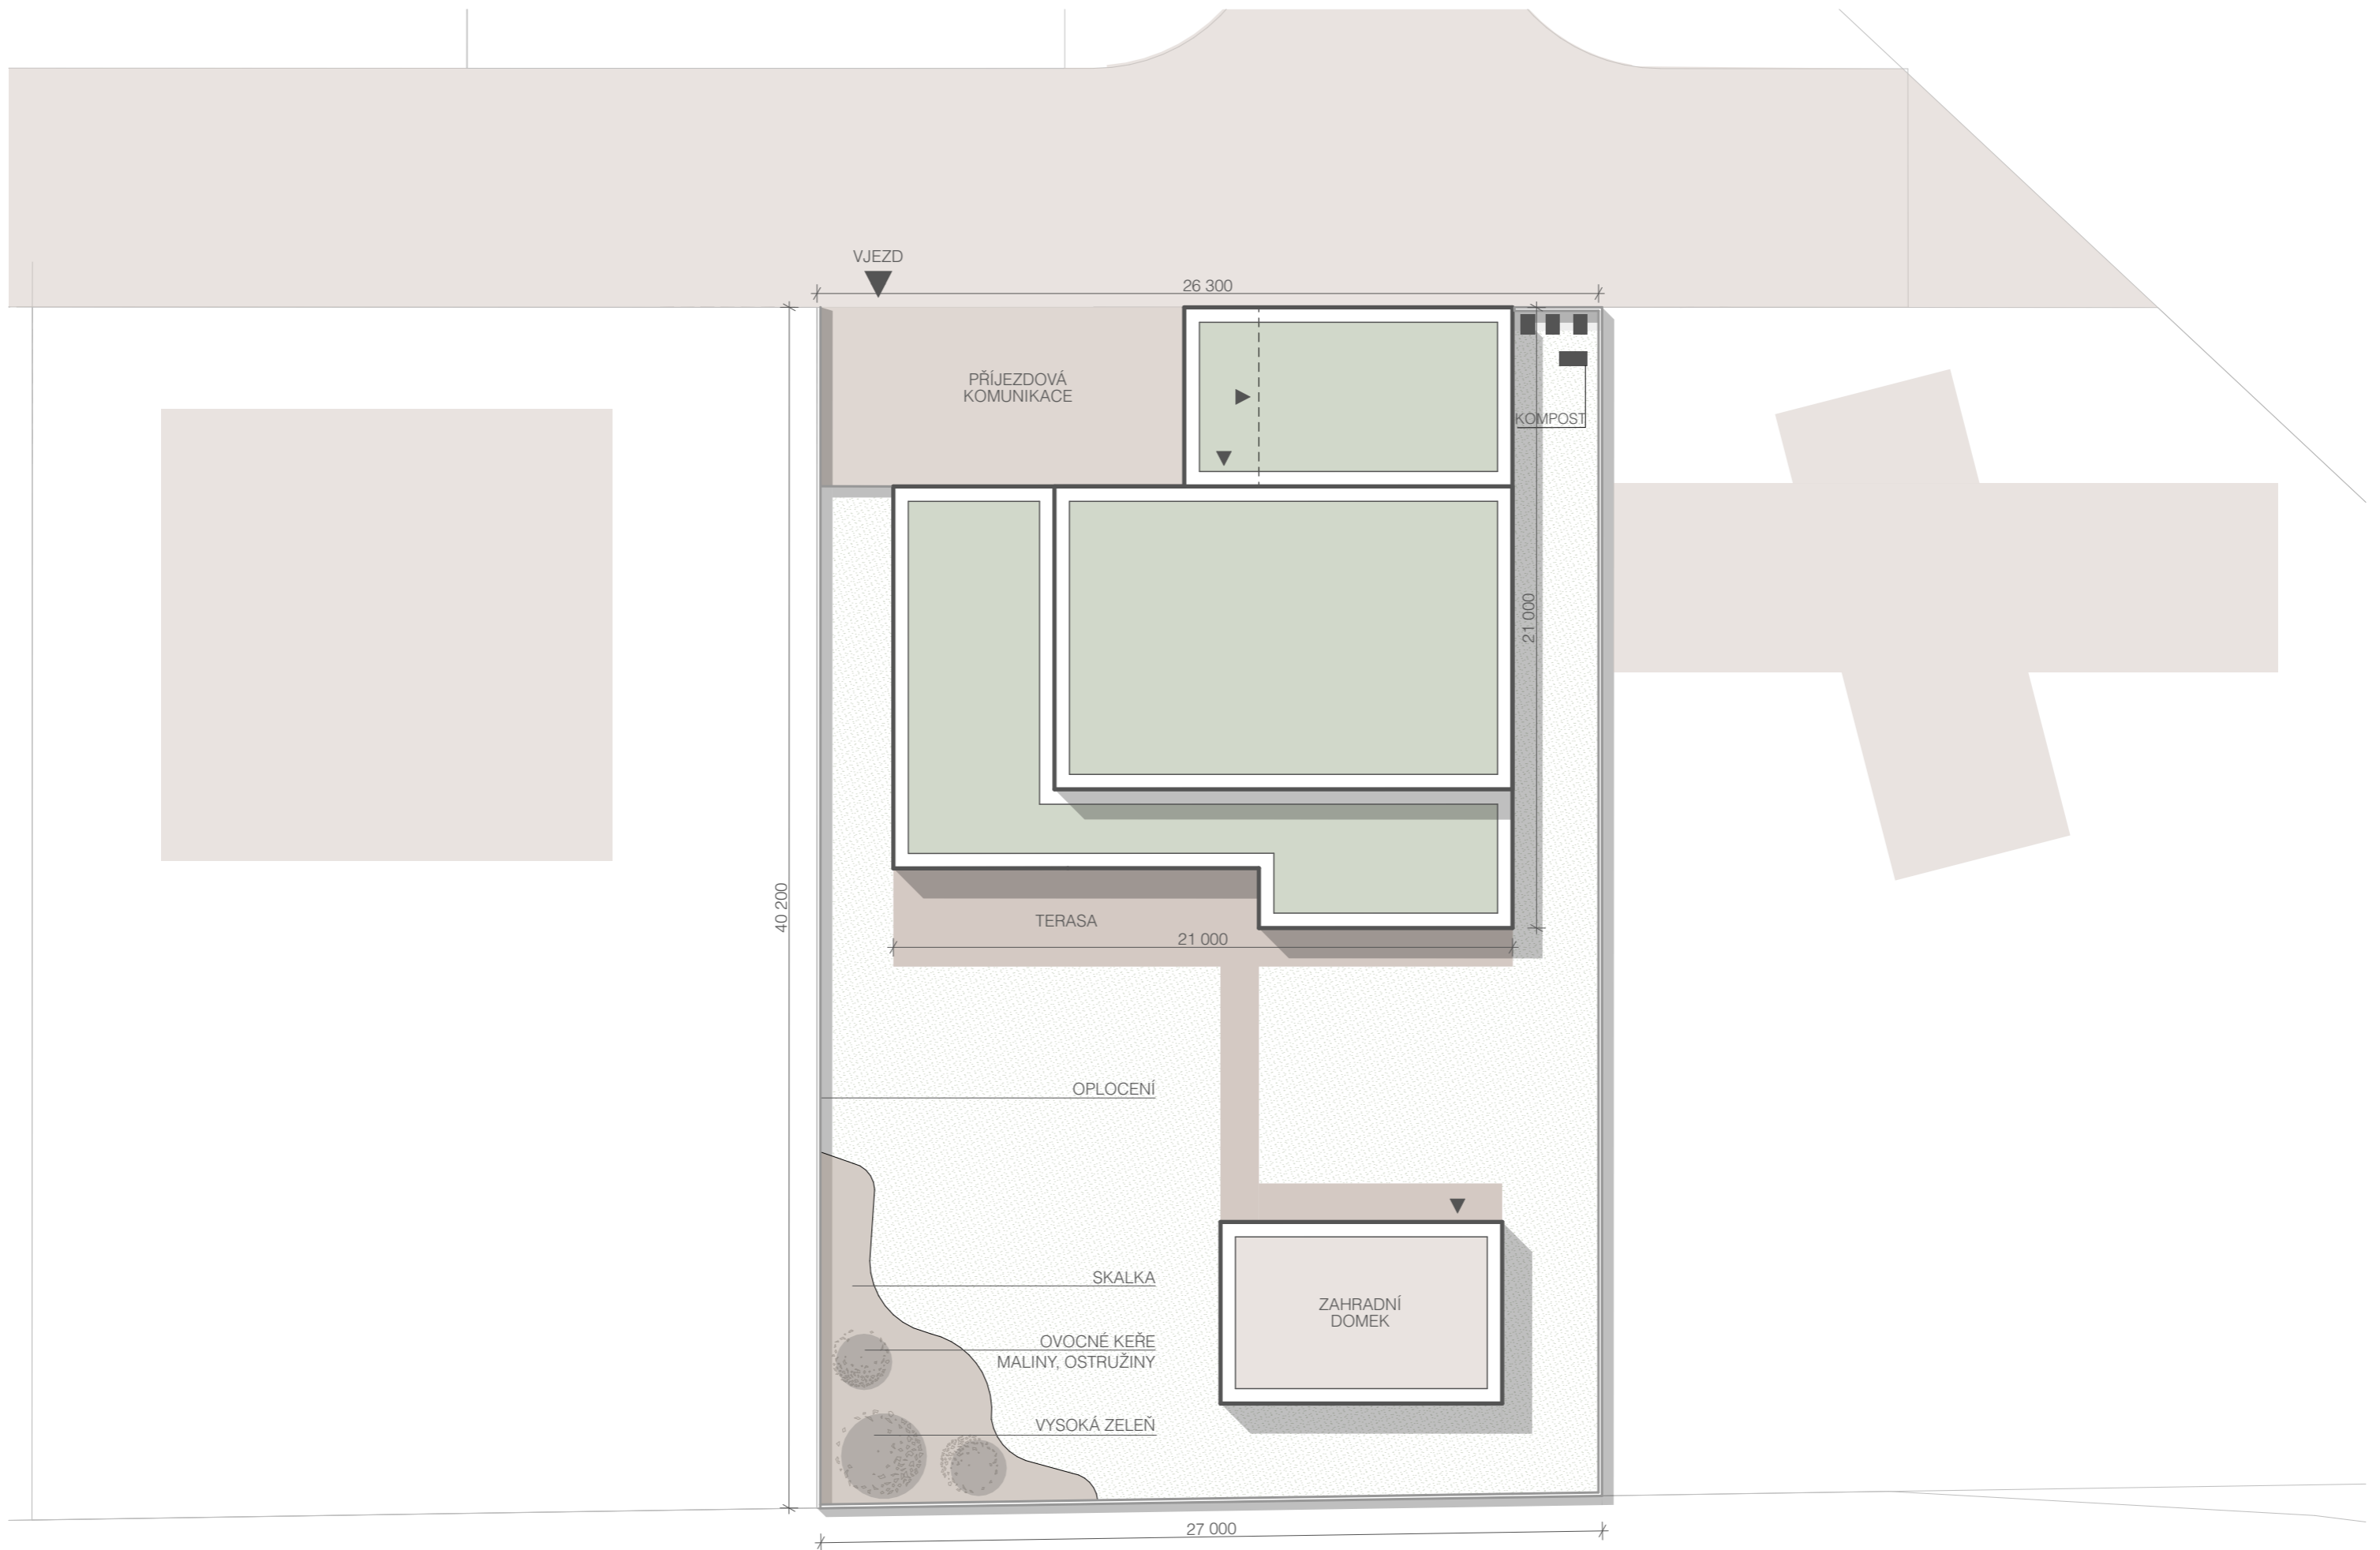 VJEZD
26 300
PŘÍJEZDOVÁ
KOMUNIKACE
KOMPOST
21 000
40 200
TERASA
21 000
OPLOCENÍ
SKALKA
ZAHRADNÍ
DOMEK
OVOCNÉ KEŘE
MALINY, OSTRUŽINY
VYSOKÁ ZELEŇ
27 000